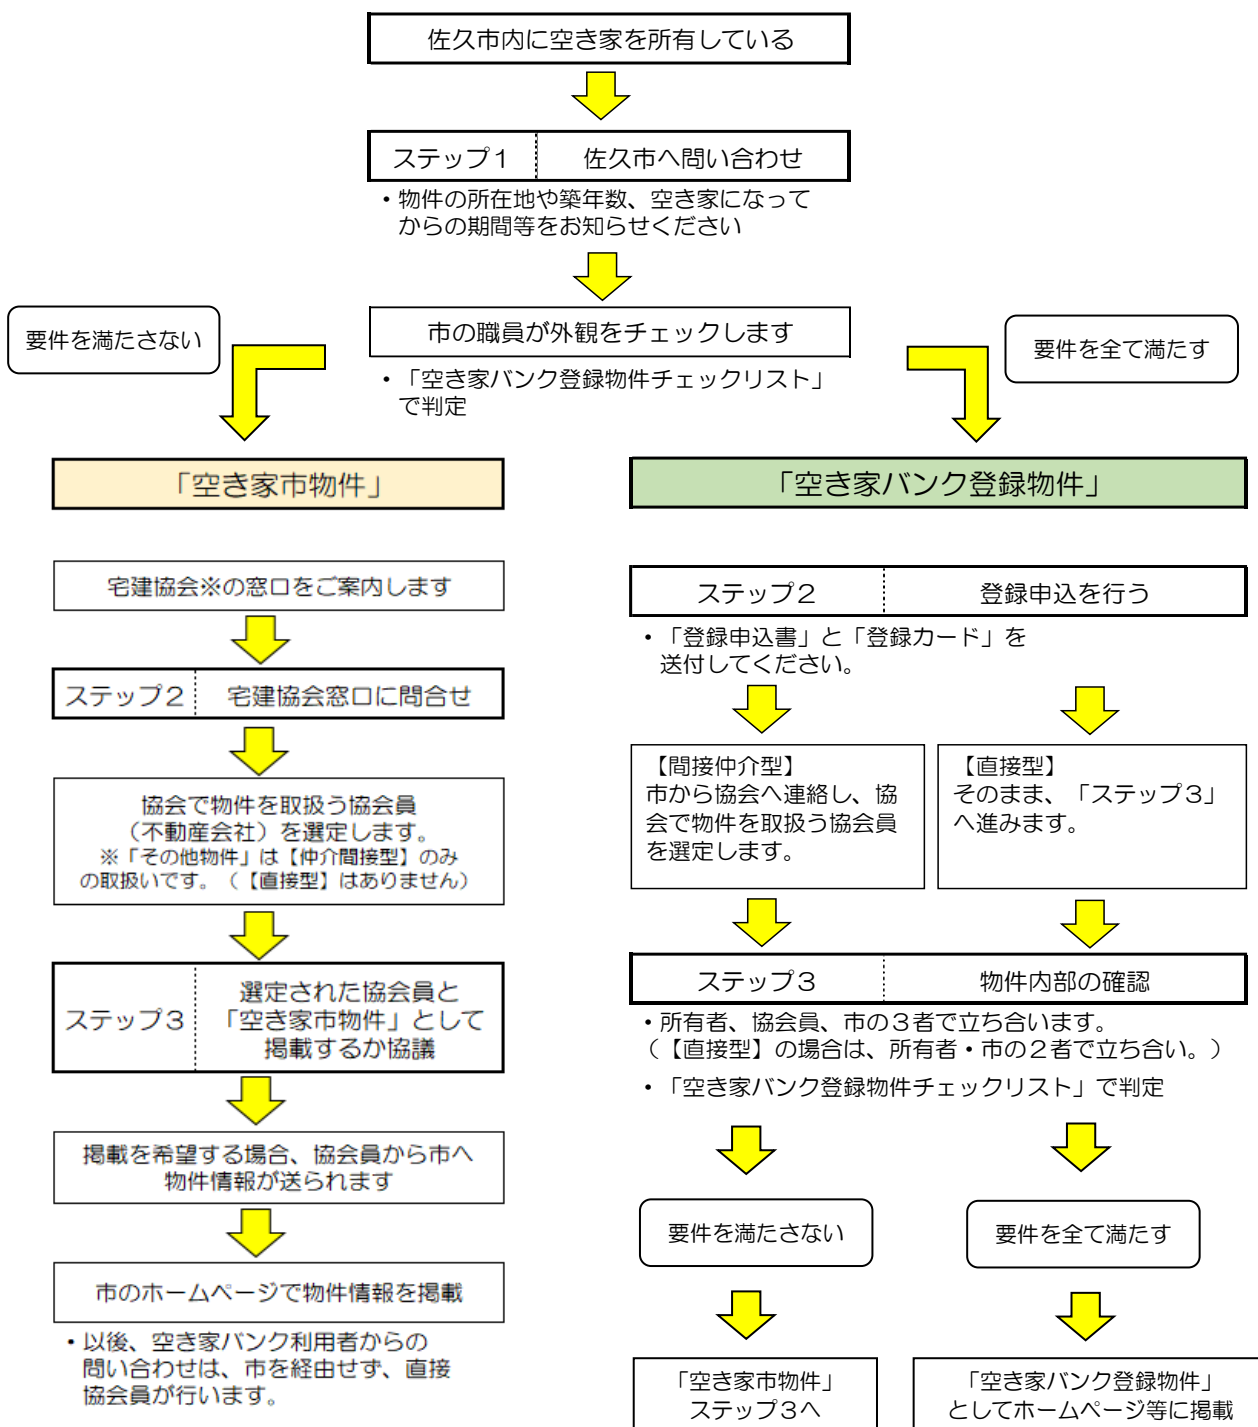 佐久市内に空き家を所有している
ステップ１ 佐久市へ問い合わせ
・物件の所在地や築年数、空き家になって
からの期間等をお知らせください
要件を満たさない
市の職員が外観をチェックします
要件を全て満たす
・「空き家バンク登録物件チェックリスト」
で判定
「空き家市物件」
宅建協会※の窓口をご案内します
ステップ２ 宅建協会窓口に問合せ
協会で物件を取扱う協会員
（不動産会社）を選定します。
※「その他物件」は【仲介間接型】のみ
の取扱いです。（【直接型】はありません）
ステップ３ 選定された協会員と
「空き家市物件」として
掲載するか協議
掲載を希望する場合、協会員から市へ
物件情報が送られます
市のホームページで物件情報を掲載
・以後、空き家バンク利用者からの
問い合わせは、市を経由せず、直接
協会員が行います。
「空き家バンク登録物件」
ステップ２ 登録申込を行う
・「登録申込書」と「登録カード」を
送付してください。
【間接仲介型】
市から協会へ連絡し、協
会で物件を取扱う協会員
を選定します。
【直接型】
そのまま、「ステップ３」
へ進みます。
ステップ３ 物件内部の確認
・所有者、協会員、市の３者で立ち合います。
（【直接型】の場合は、所有者・市の２者で立ち合い。）
・「空き家バンク登録物件チェックリスト」で判定
要件を満たさない
要件を全て満たす
「空き家市物件」
ステップ３へ
「空き家バンク登録物件」
としてホームページ等に掲載